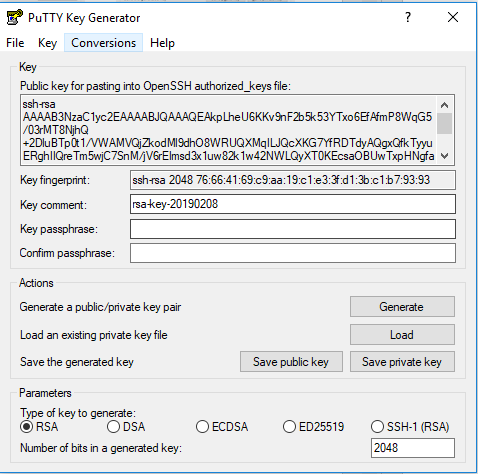 PuTTY Key Generator
?
File Key Conversions Help
Key
Public key for pasting into OpenSSH authorized_keys file:
ssh-rsa
AAAAB3NzaC1yc2EAAAABJQAAAQEAkpLheU6KKv9nF2b5k53YTxo6EfAfmP8WqG5
/03rMT8NjhQ
+2DluBTp0t1/VWAMVQjZkodMl9dhO8WRUQXMqILJQcXKG7YfRDTdyAQgxQfkTyyu
ERghIlQreTm5wjC7SnM/jV6rElmsd3x1uw82k1w42NWLQyXT0KEcsaOBUwTxpHNgfa
Key fingerprint: ssh-rsa 2048 76:66:41:69:c9:aa:19:c1:e3:3f:d1:3b:c1:b7:93:93
Key comment: rsa-key-20190208
Key passphrase:
Confirm passphrase:
Actions
Generate a public/private key pair Generate
Load an existing private key file Load
Save the generated key Save public key Save private key
Parameters
Type of key to generate:
RSA DSA ECDSA ED25519 SSH-1 (RSA)
Number of bits in a generated key: 2048